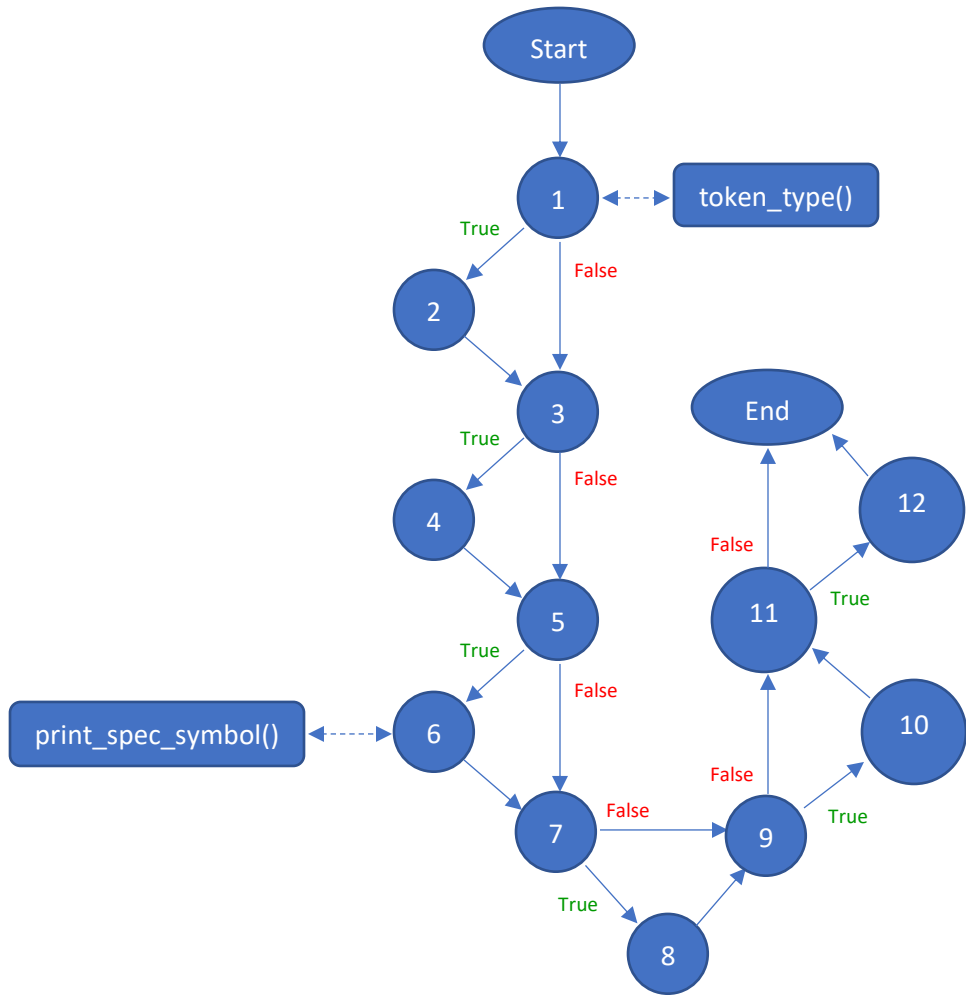 Start
1
token_type()
True
False
2
3
End
True
False
12
4
False
5
11
True
True
False
print_spec_symbol()
6
10
False
False
7
9
True
True
8